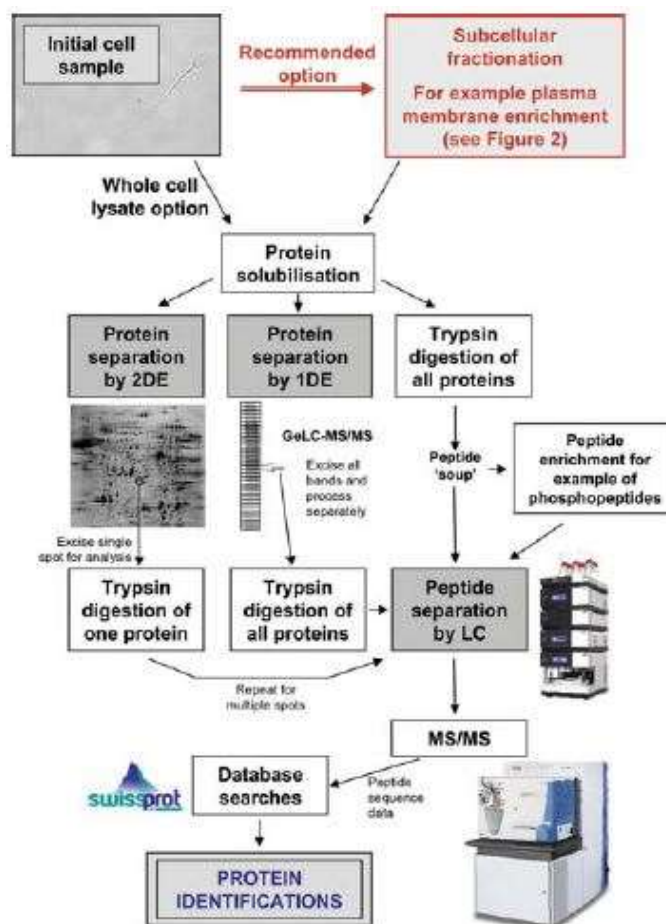 Initial cell
sample
Recommended
option
Subcellular
fractionation
For example plasma
membrane enrichment
(see Figure 2)
Whole cell
lysate option
Protein
solubilisation
Protein
separation
by 2DE
Protein
separation
by 1DE
Trypsin
digestion of
all proteins
GeLC-MS/MS
Excise all
bands and
process
separately
Peptide
'soup'
Peptide
enrichment for
example of
phosphopeptides
Excise single
spot for analysis
Trypsin
digestion of
one protein
Trypsin
digestion of
all proteins
Peptide
separation
by LC
Repeat for
multiple spots
MS/MS
swissprot
Database
searches
Peptide
sequence
data
PROTEIN
IDENTIFICATIONS